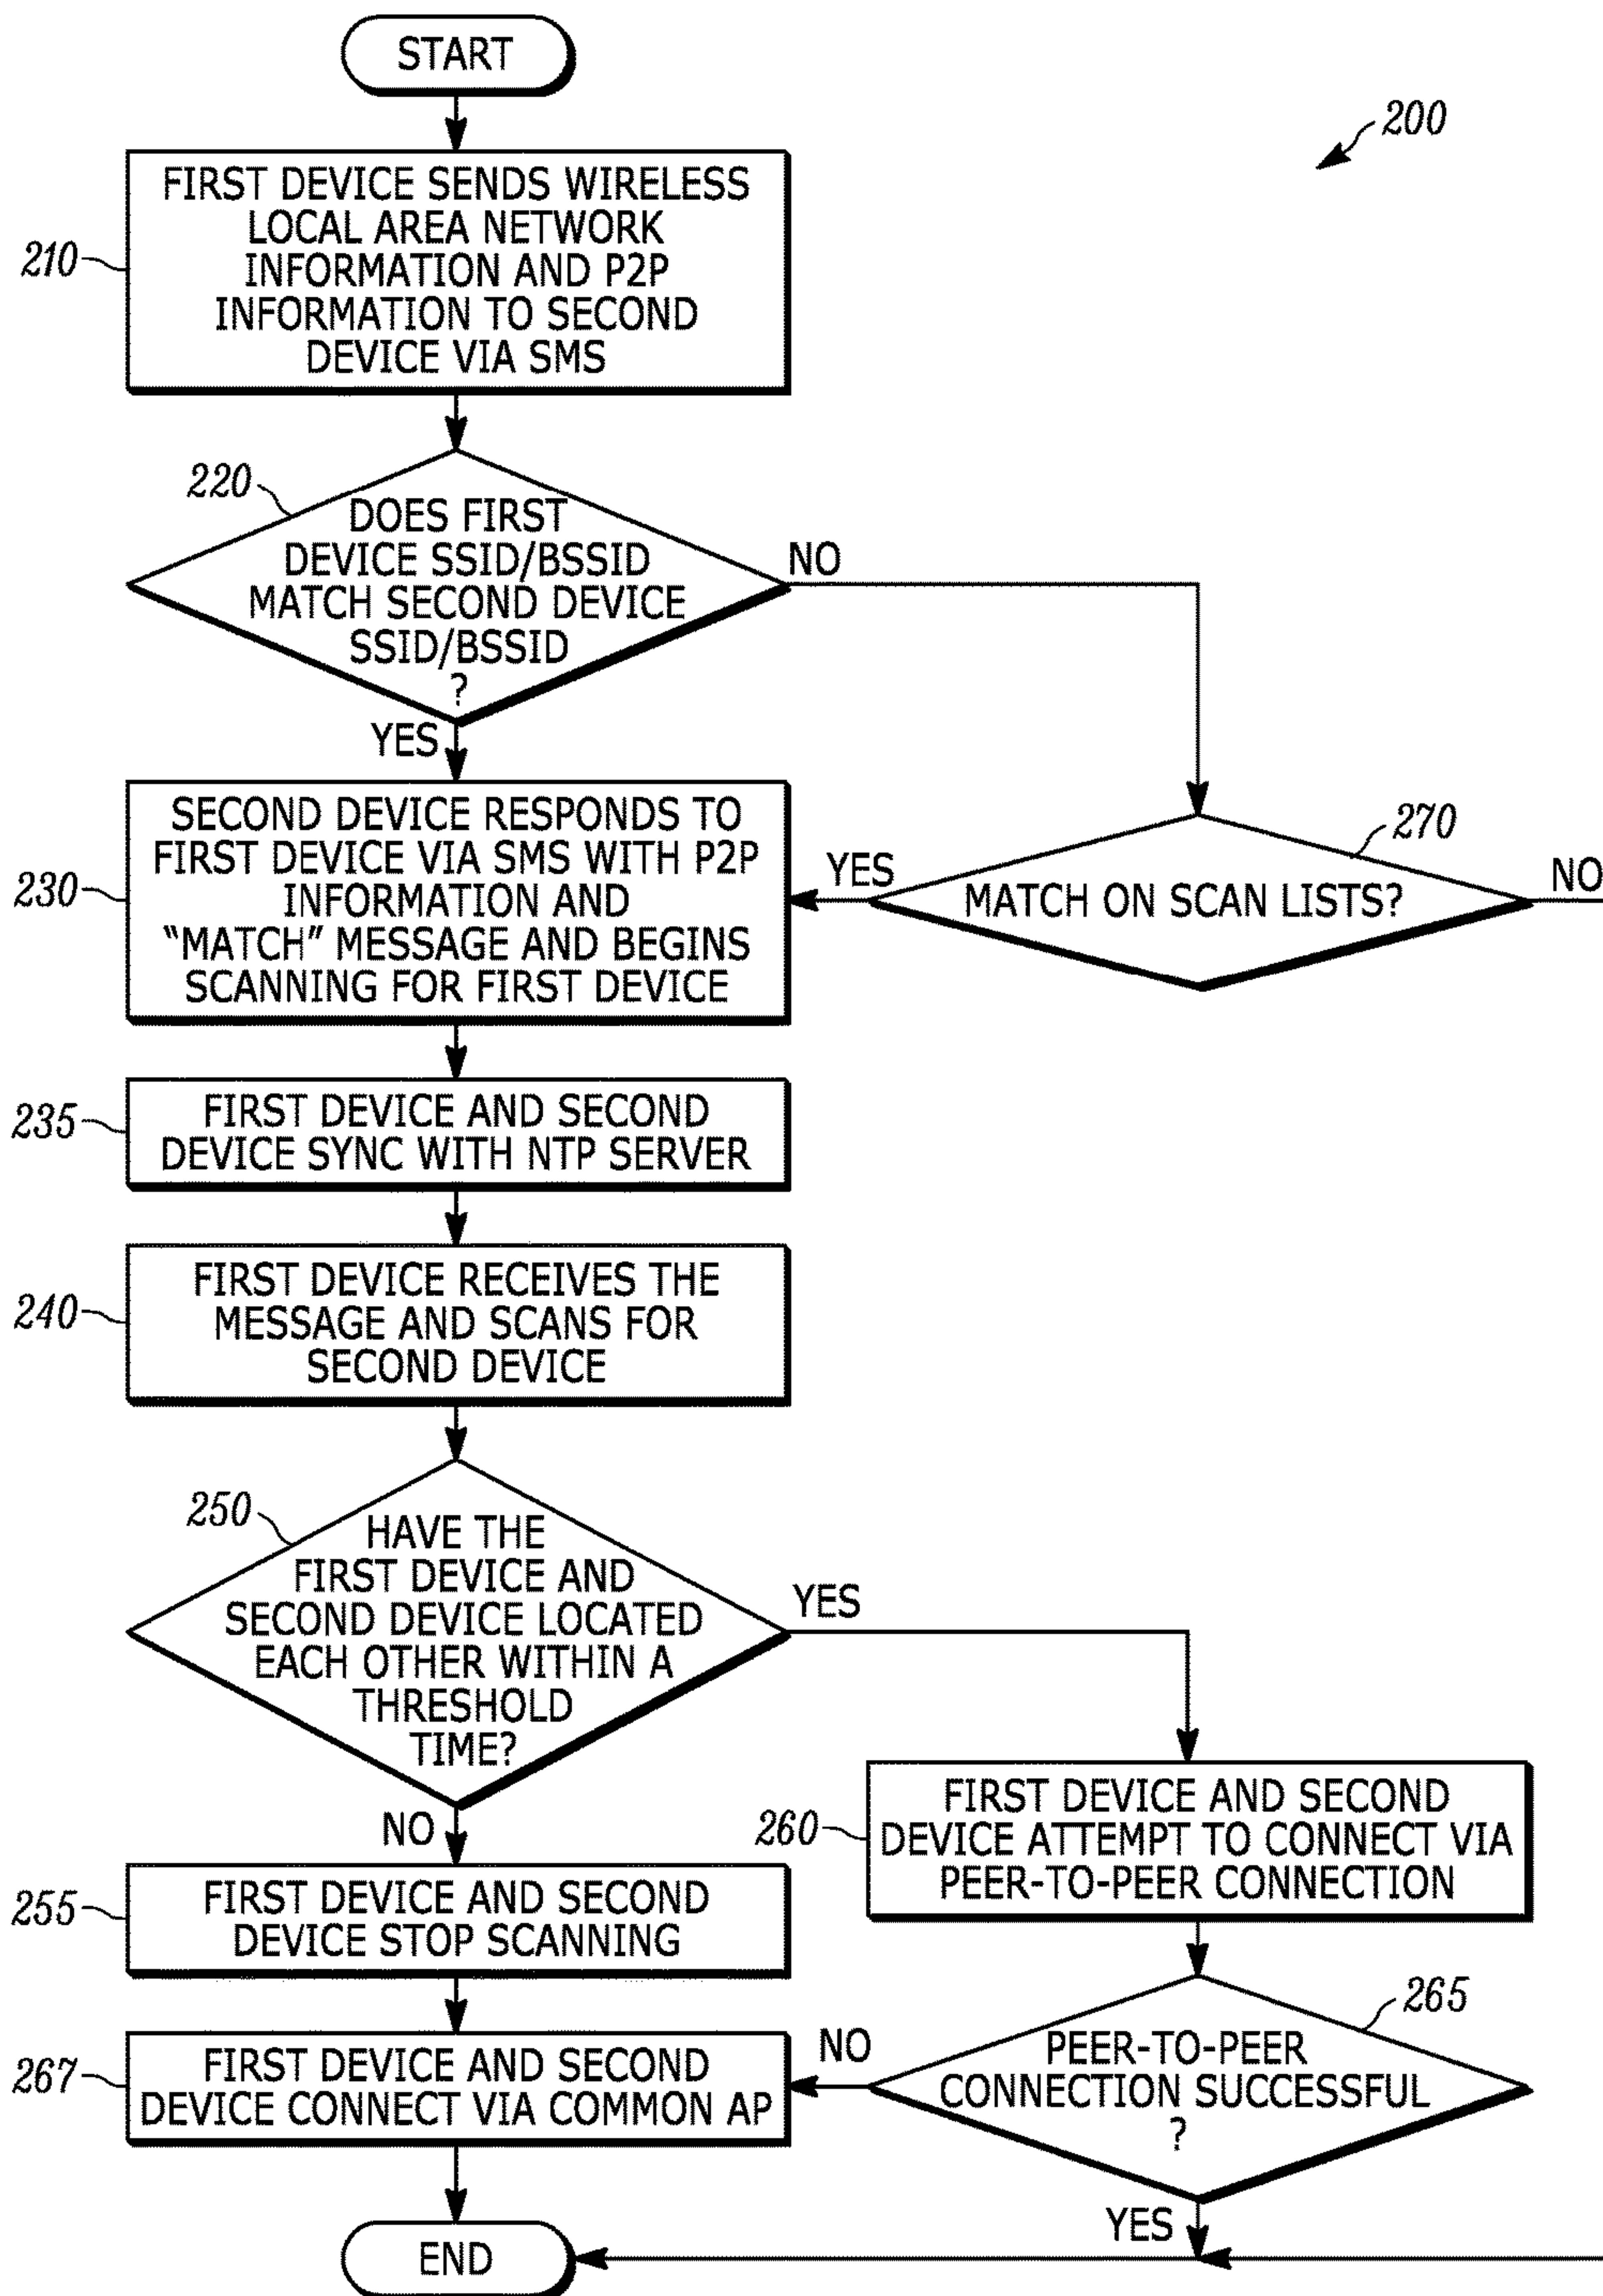 START
200
FIRST DEVICE SENDS WIRELESS
LOCAL AREA NETWORK
INFORMATION AND P2P
INFORMATION TO SECOND
DEVICE VIA SMS
210
220
DOES FIRST
DEVICE SSID/BSSID
MATCH SECOND DEVICE
SSID/BSSID
?
NO
YES
SECOND DEVICE RESPONDS TO
FIRST DEVICE VIA SMS WITH P2P
INFORMATION AND
“MATCH” MESSAGE AND BEGINS
SCANNING FOR FIRST DEVICE
230
YES
270
MATCH ON SCAN LISTS?
NO
235
FIRST DEVICE AND SECOND
DEVICE SYNC WITH NTP SERVER
240
FIRST DEVICE RECEIVES THE
MESSAGE AND SCANS FOR
SECOND DEVICE
250
HAVE THE
FIRST DEVICE AND
SECOND DEVICE LOCATED
EACH OTHER WITHIN A
THRESHOLD
TIME?
YES
NO
260
FIRST DEVICE AND SECOND
DEVICE ATTEMPT TO CONNECT VIA
PEER-TO-PEER CONNECTION
255
FIRST DEVICE AND SECOND
DEVICE STOP SCANNING
265
PEER-TO-PEER
CONNECTION SUCCESSFUL
?
NO
267
FIRST DEVICE AND SECOND
DEVICE CONNECT VIA COMMON AP
YES
END